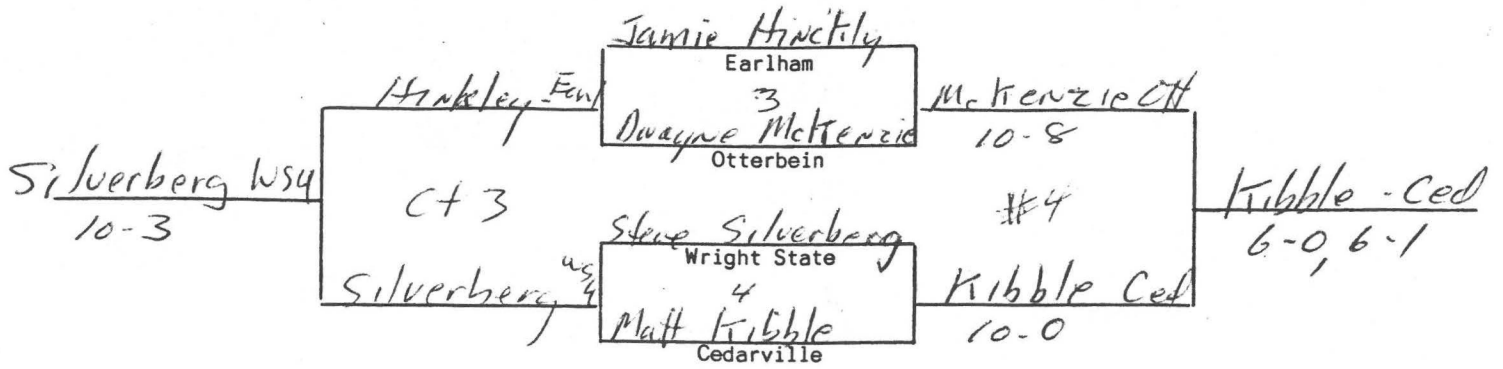 Jamie Hinckly
Earlham
Hinkley - Earl
3
McKenzie Ott
Dwayne McKenzie
10-8
Otterbein
Silverberg WSU
Ct 3
#4
Kibble - Ced
10-3
6-0, 6-1
Steve Silverberg
Wright State
Silverberg WSU
4
Kibble Ced
Matt Kibble
10-0
Cedarville